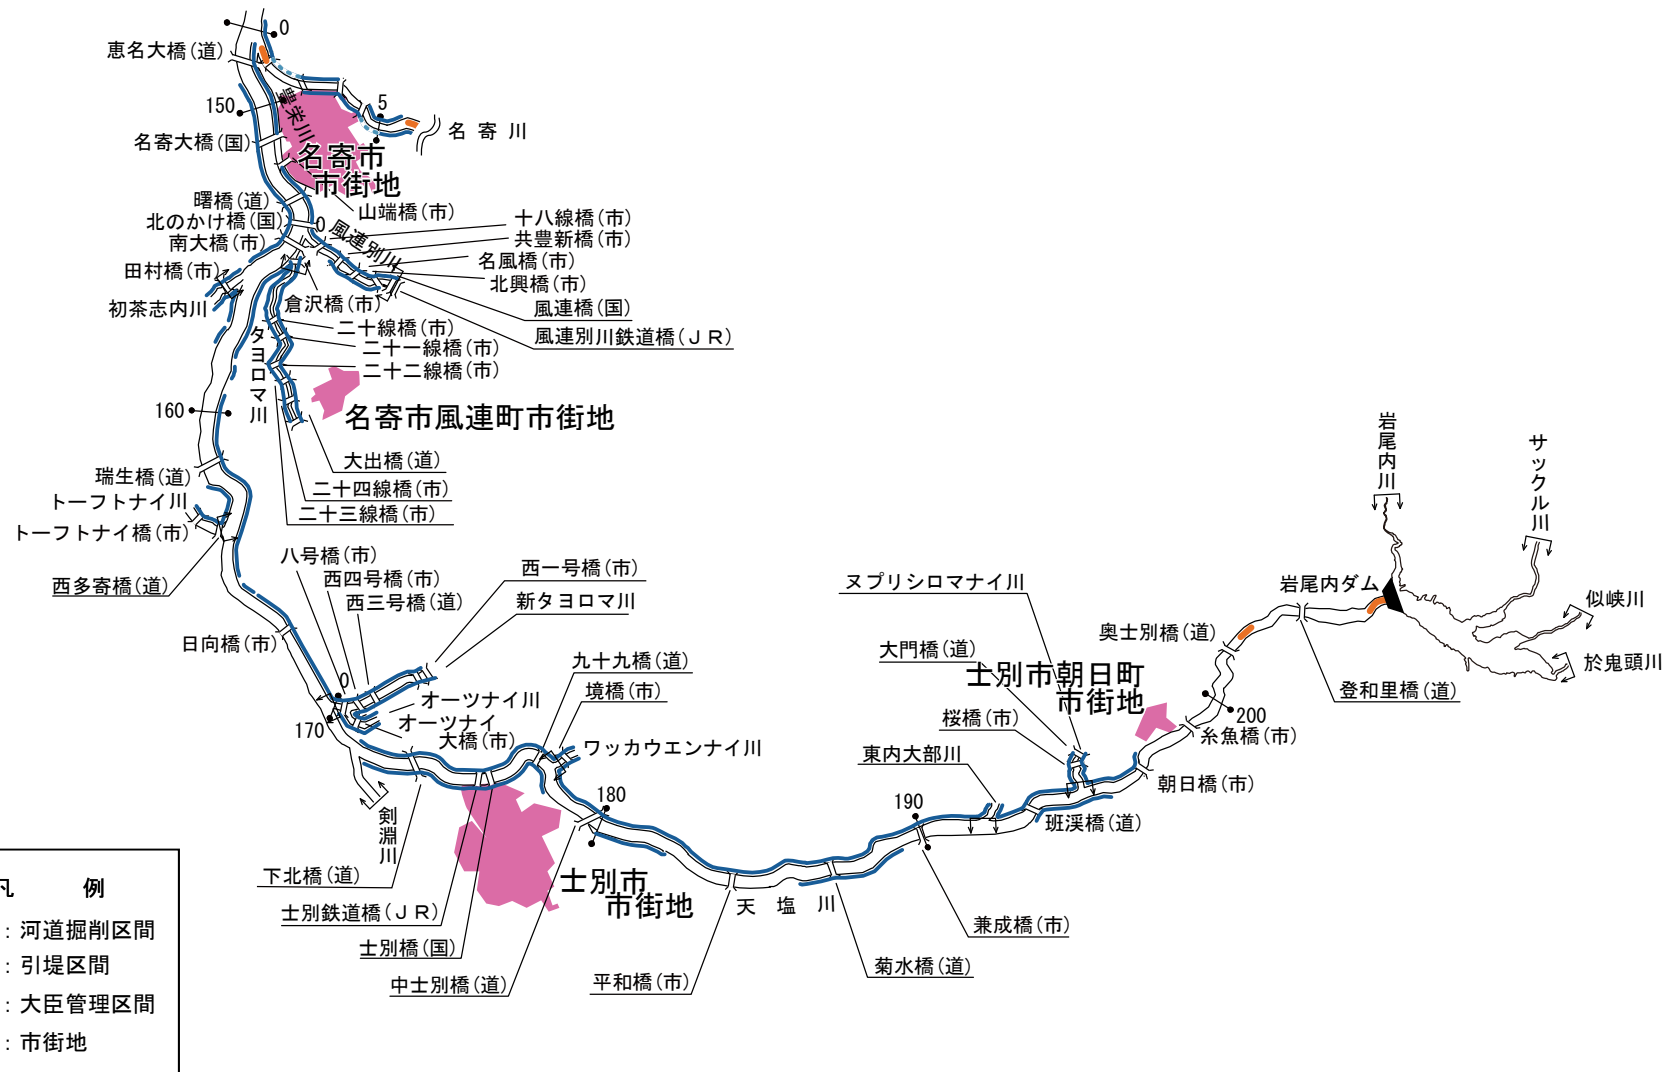 0
恵名大橋(道)
150
豊栄川
5
名寄川
名寄大橋(国)
名寄市
市街地
曙橋(道)
山端橋(市)
北のかけ橋(国)
0
風連別川
十八線橋(市)
南大橋(市)
共豊新橋(市)
名風橋(市)
田村橋(市)
北興橋(市)
初茶志内川
倉沢橋(市)
風連橋(国)
二十線橋(市)
風連別川鉄道橋(JR)
タヨロマ川
二十一線橋(市)
二十二線橋(市)
160
名寄市風連町市街地
大出橋(道)
瑞生橋(道)
二十四線橋(市)
トーフトナイ川
二十三線橋(市)
トーフトナイ橋(市)
西多寄橋(道)
八号橋(市)
西四号橋(市)
西三号橋(道)
西一号橋(市)
新タヨロマ川
日向橋(市)
0
170
オーツナイ川
オーツナイ
大橋(市)
九十九橋(道)
境橋(市)
ワッカウエンナイ川
剣淵川
180
下北橋(道)
士別鉄道橋(JR)
士別橋(国)
中士別橋(道)
士別市
市街地
平和橋(市)
天塩川
菊水橋(道)
兼成橋(市)
190
東内大部川
桜橋(市)
大門橋(道)
ヌプリシロマナイ川
士別市朝日町
市街地
班渓橋(道)
朝日橋(市)
糸魚橋(市)
200
奥士別橋(道)
登和里橋(道)
岩尾内ダム
岩尾内川
サックル川
似峡川
於鬼頭川
凡例
：河道掘削区間
：引堤区間
：大臣管理区間
：市街地